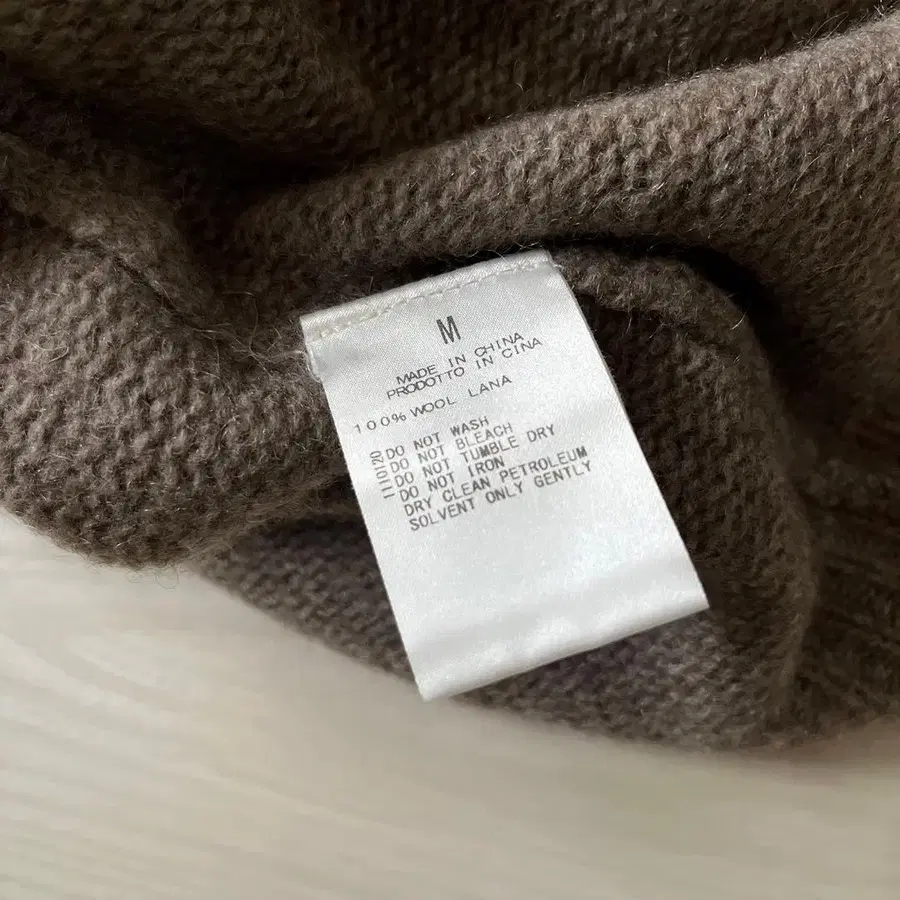 M
MADE IN CHINA
PRODOTTO IN CINA
100% WOOL LANA
1110120
DO NOT WASH
DO NOT BLEACH
DO NOT TUMBLE DRY
DO NOT IRON
DRY CLEAN PETROLEUM
SOLVENT ONLY GENTLY